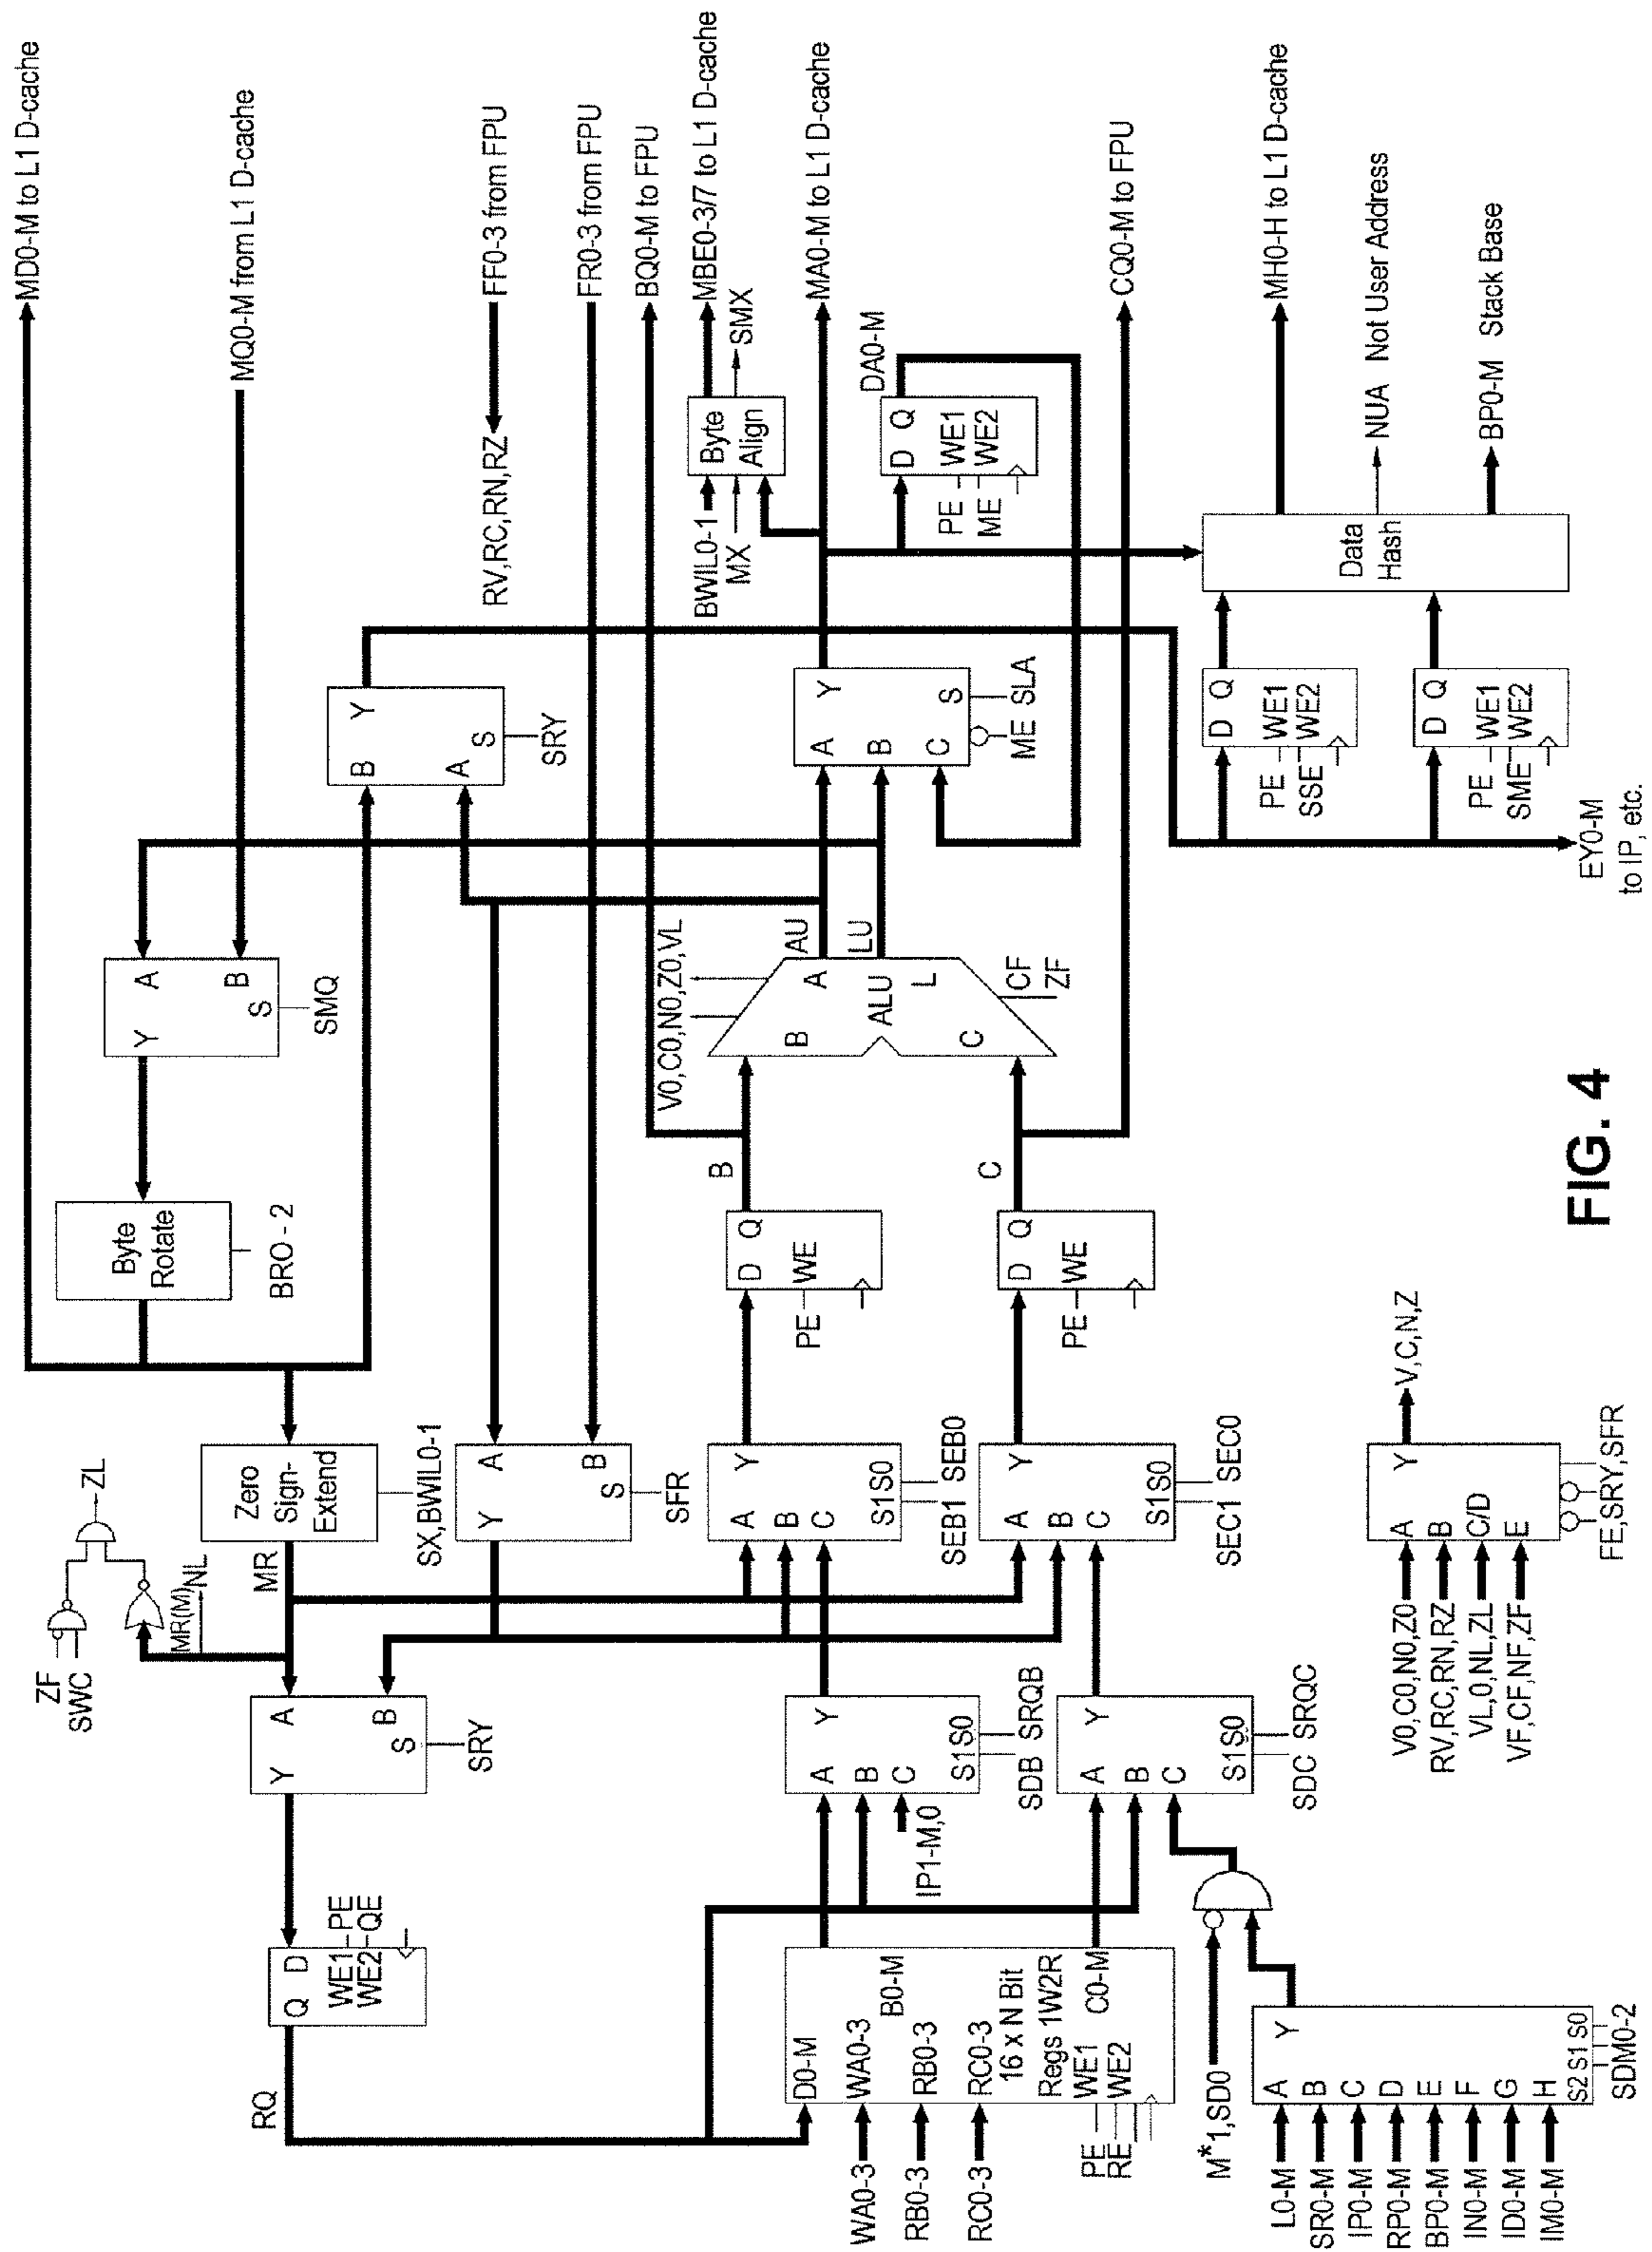 MD0-M to L1 D-cache
MQ0-M from L1 D-cache
RV,RC,RN,RZ
FF0-3 from FPU
FR0-3 from FPU
BQ0-M to FPU
MBE0-3/7 to L1 D-cache
SMX
MA0-M to L1 D-cache
DA0-M
CQ0-M to FPU
MH0-H to L1 D-cache
NUA Not User Address
BP0-M Stack Base
BWIL0-1
MX
Byte
Align
D Q
WE1
WE2
PE
ME
Data
Hash
B Y
A
S
SRY
A Y
B
C S
ME SLA
D Q
WE1
WE2
PE
SSE
D Q
WE1
WE2
PE
SME
EY0-M
to IP, etc.
Y A
B
S
SMQ
Byte
Rotate
BRO - 2
V0,C0,N0,Z0,VL
AU
LU
B A
ALU
C L
CF
ZF
B
C
D Q
WE
PE
D Q
WE
PE
ZF
SWC
ZL
MR(M)
NL
MR
Zero
Sign-
Extend
SX,BWIL0-1
Y A
B
S
SFR
A Y
B
C
S1S0
SEB1 SEB0
A Y
B
C
S1S0
SEC1 SEC0
Y A
B
S
SRY
A Y
B
C
S1S0
SDB SRQB
IP1-M,0
A Y
B
C
S1S0
SDC SRQC
Q D
WE1
WE2
PE
QE
RQ
D0-M
WA0-3
B0-M
RB0-3
RC0-3
16 x N Bit
Regs 1W2R
WE1 C0-M
WE2
WA0-3
RB0-3
RC0-3
PE
RE
M*1,SD0
L0-M
SR0-M
IP0-M
RP0-M
BP0-M
IN0-M
ID0-M
IM0-M
A Y
B
C
D
E
F
G
H
S2 S1 S0
SDM0-2
V0,C0,N0,Z0
RV,RC,RN,RZ
VL,0,NL,ZL
VF,CF,NF,ZF
A Y
B
C/D
E
V,C,N,Z
FE,SRY,SFR
FIG. 4